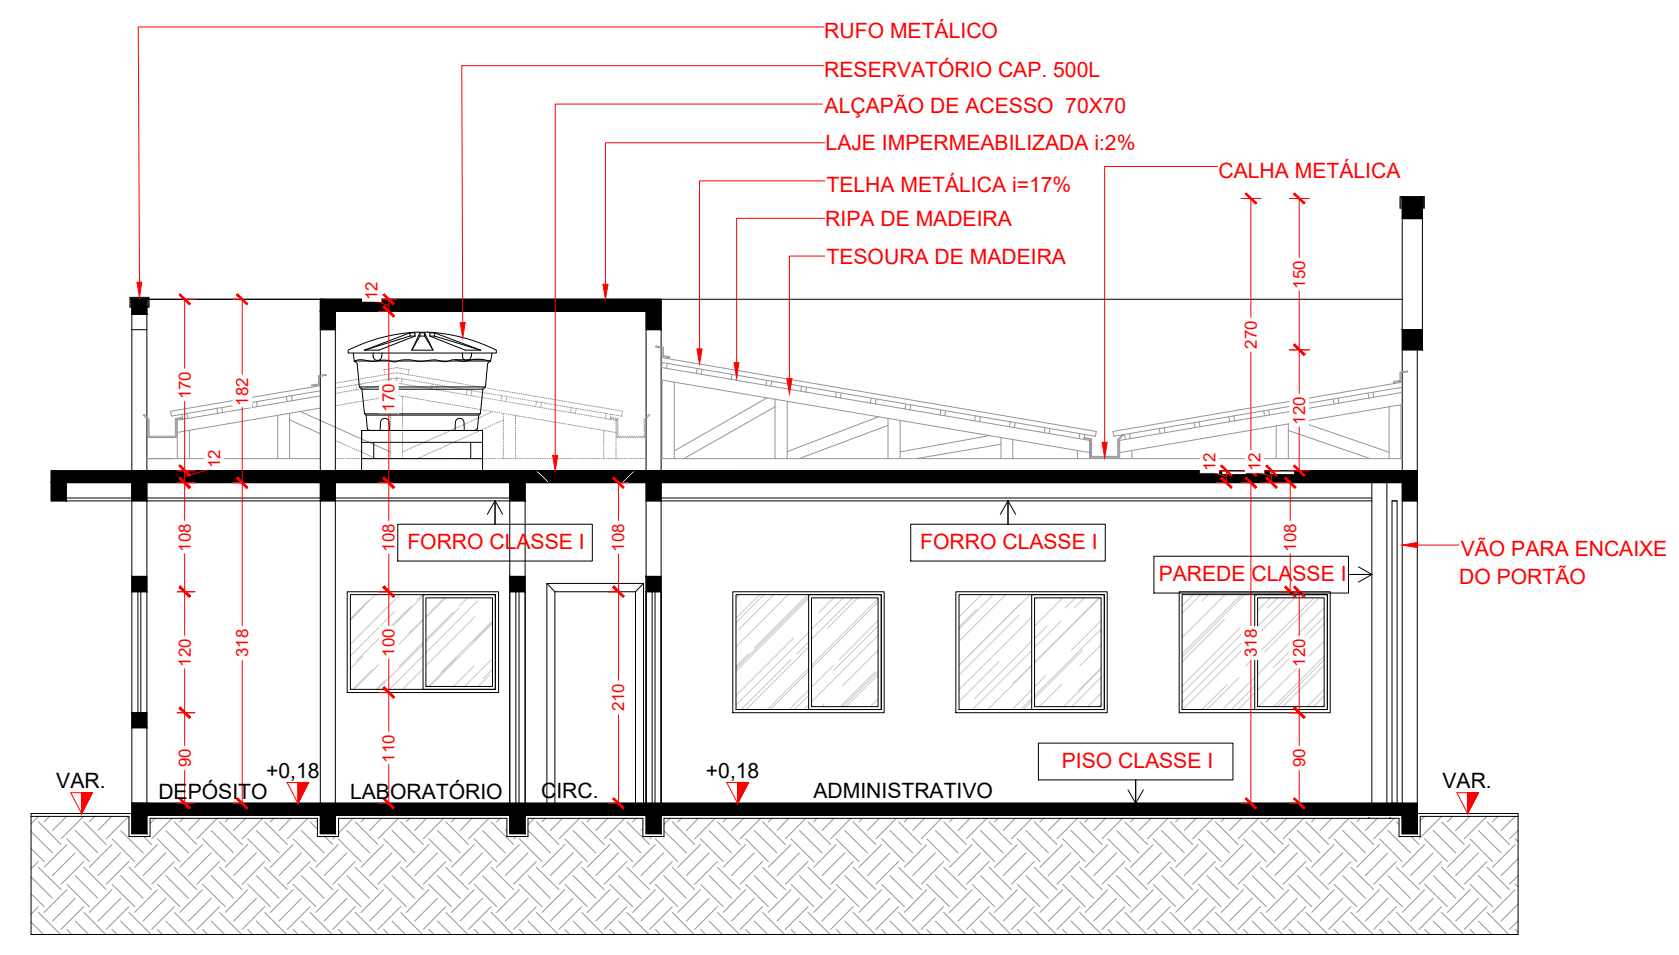 RUFO METÁLICO
RESERVATÓRIO CAP. 500L
ALÇAPÃO DE ACESSO 70X70
LAJE IMPERMEABILIZADA i:2%
TELHA METÁLICA i=17%
CALHA METÁLICA
RIPA DE MADEIRA
TESOURA DE MADEIRA
12
150
270
170
182
170
120
12
12
12
108
108
108
108
FORRO CLASSE I
FORRO CLASSE I
PAREDE CLASSE I
VÃO PARA ENCAIXE
DO PORTÃO
120
318
100
210
318
120
90
110
90
PISO CLASSE I
VAR.
+0,18
+0,18
VAR.
DEPÓSITO
LABORATÓRIO
CIRC.
ADMINISTRATIVO